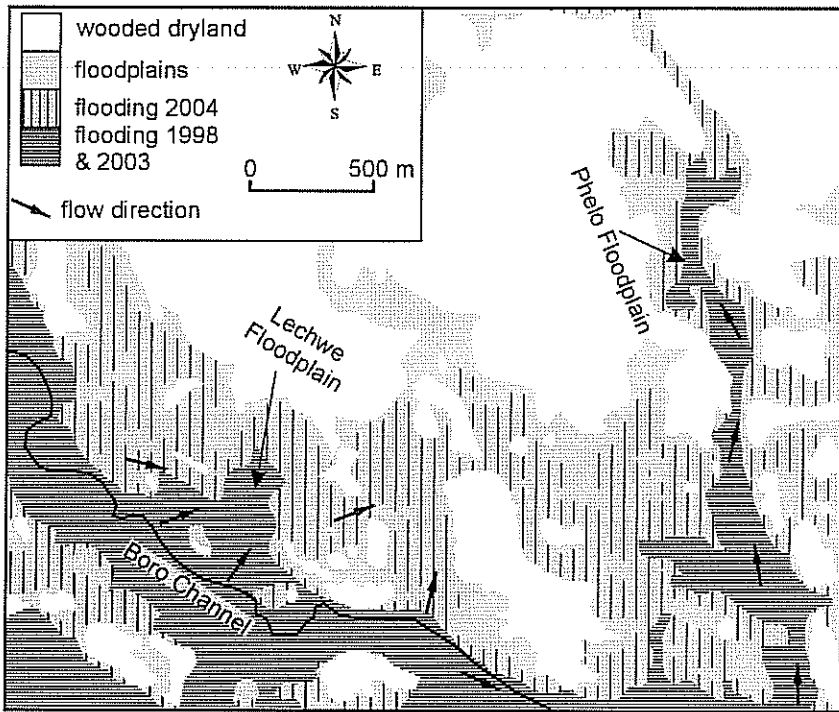 wooded dryland
floodplains
flooding 2004
flooding 1998
& 2003
flow direction
N
W E
S
0 500 m
Phelo Floodplain
Lechwe
Floodplain
Boro Channel